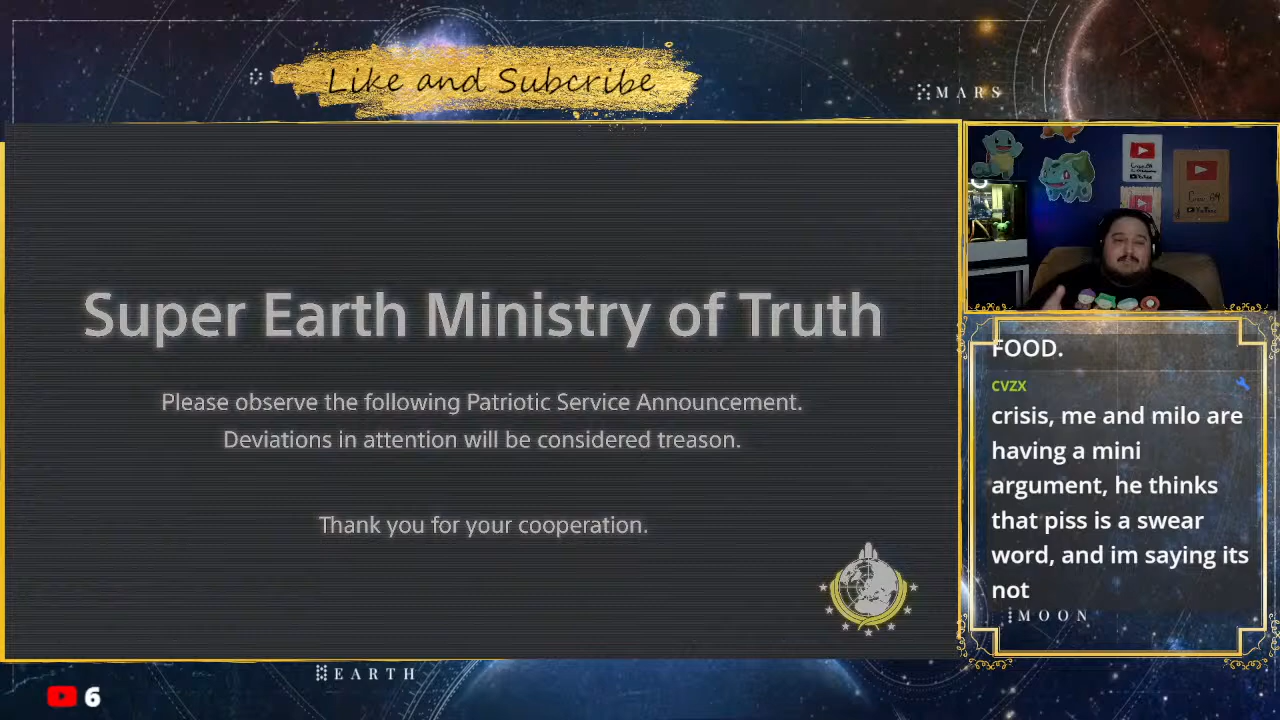 Like and Subcribe
MARS
Super Earth Ministry of Truth
Please observe the following Patriotic Service Announcement.
Deviations in attention will be considered treason.
Thank you for your cooperation.
FOOD.
CVZX
crisis, me and milo are
having a mini
argument, he thinks
that piss is a swear
word, and im saying its
not
MOON
EARTH
6